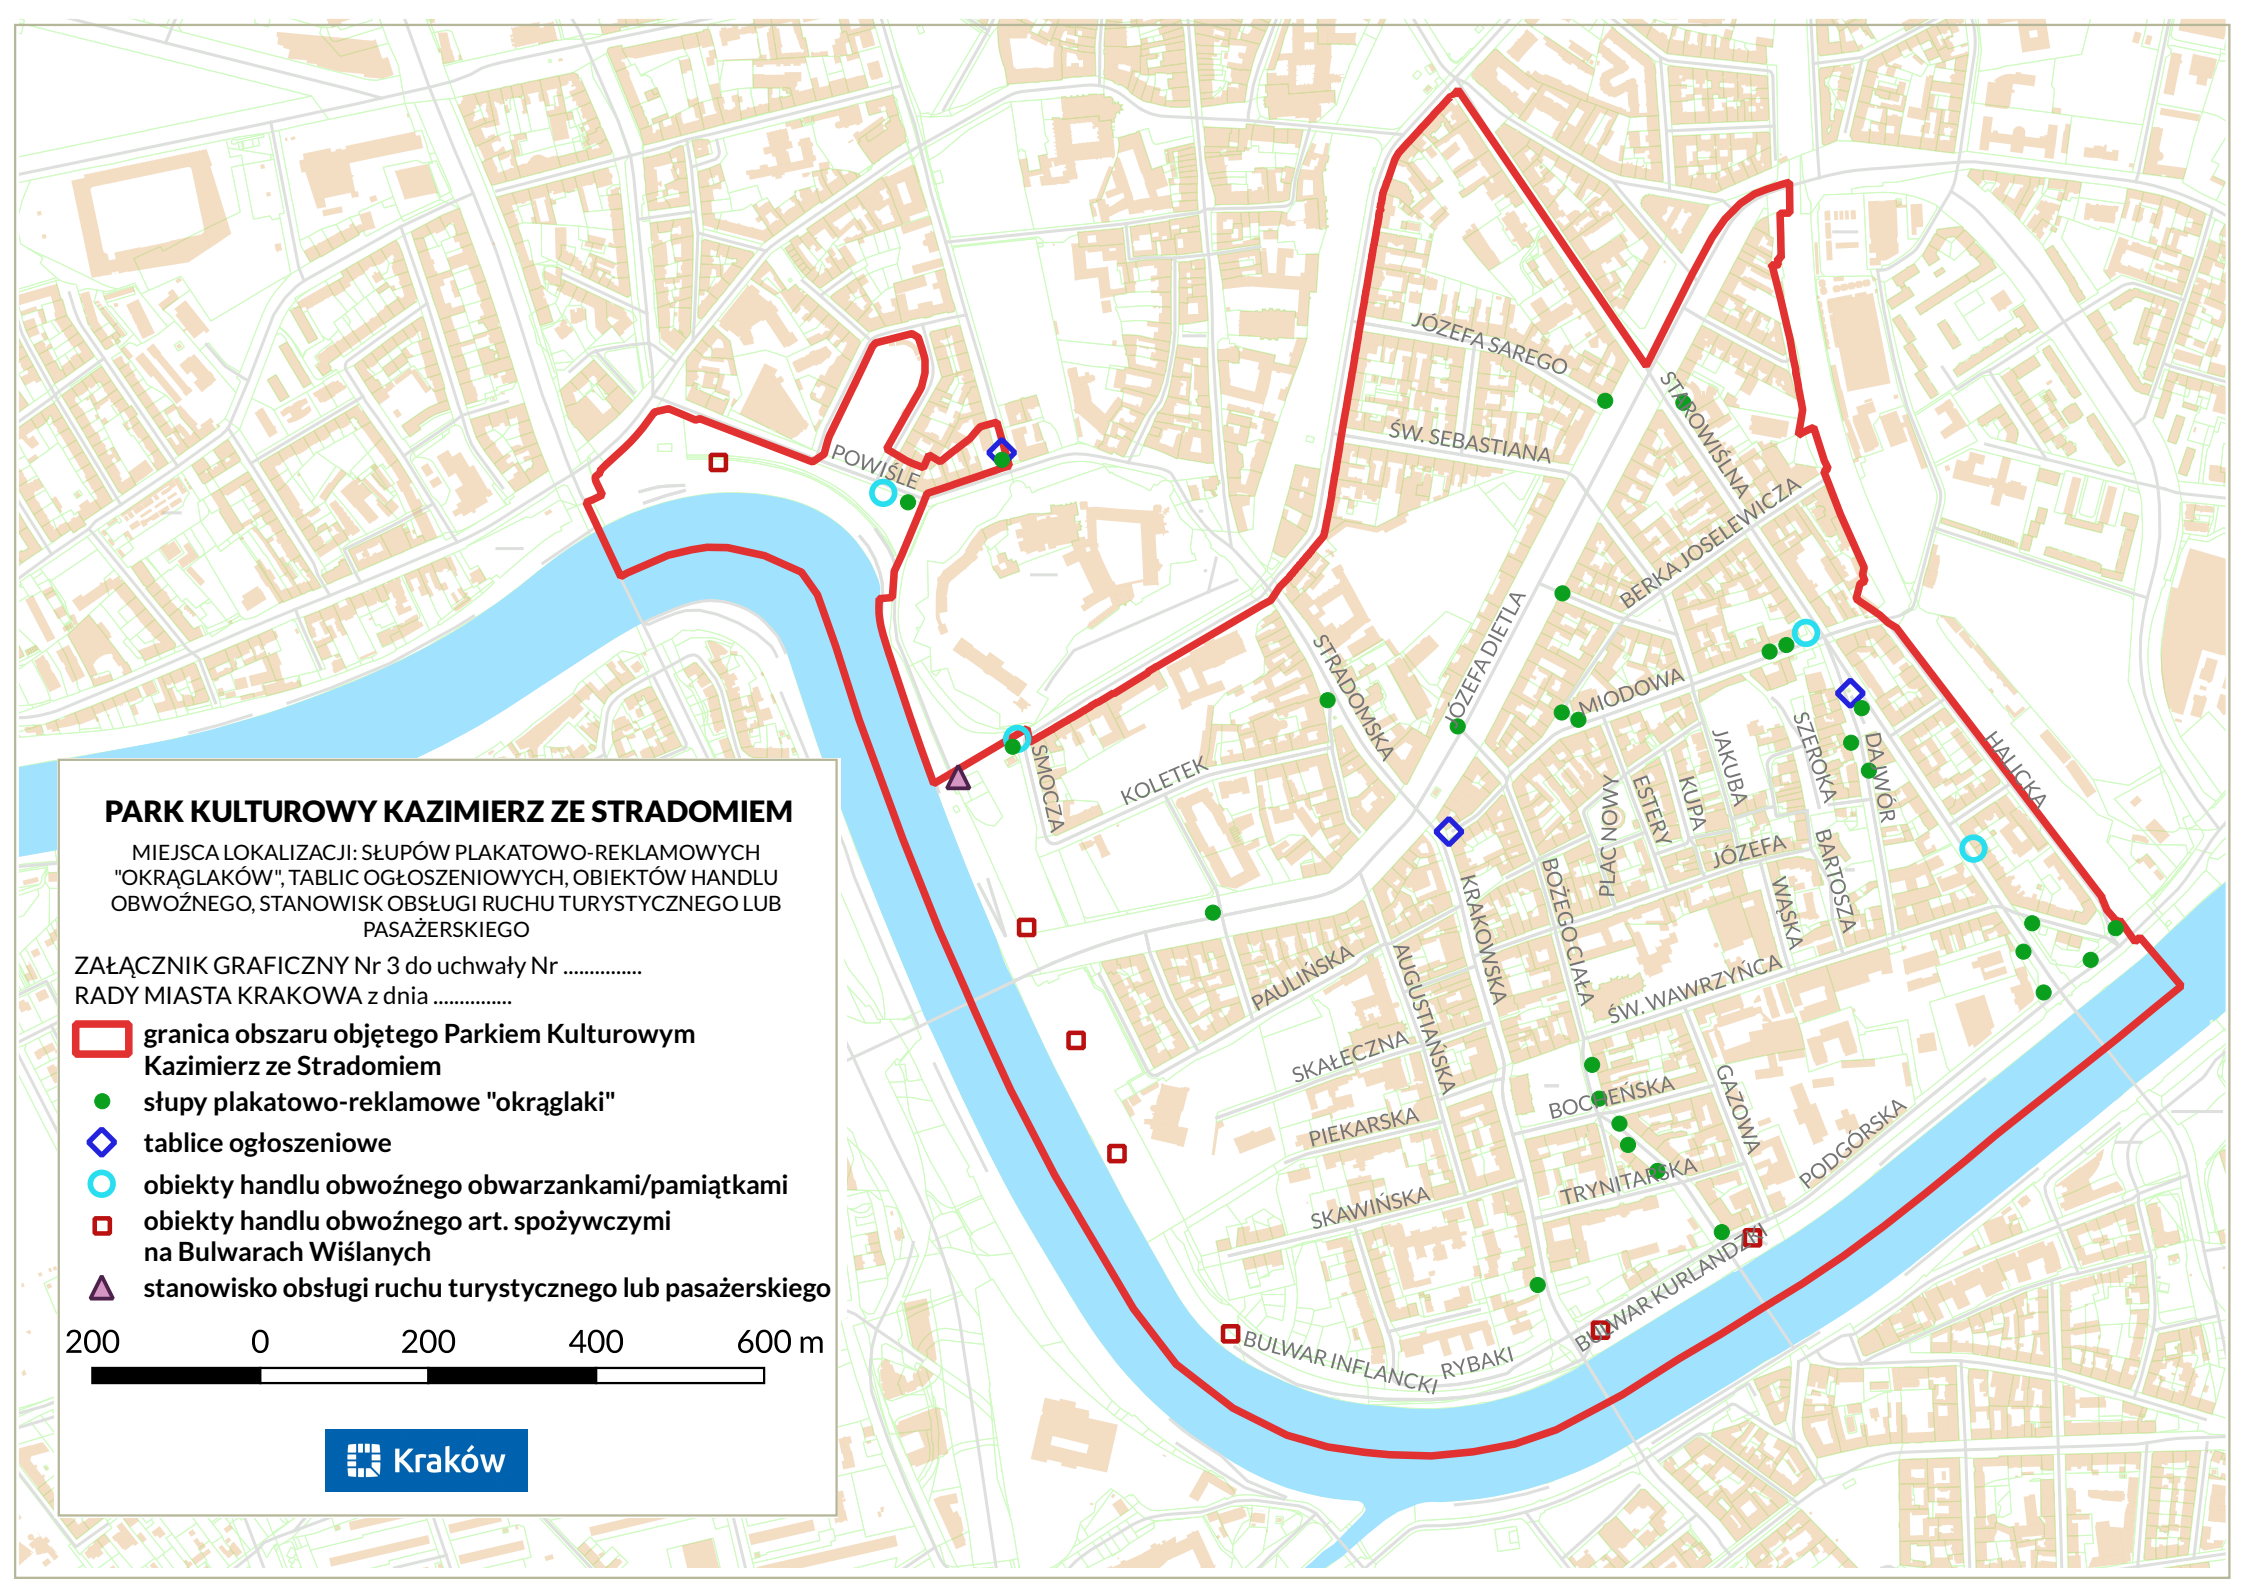 JÓZEFA SAREGO
ŚW. SEBASTIANA
STAROWIŚLNA
BERKA JOSELEWICZA
POWIŚLE
STRADOMSKA
JÓZEFA DIETLA
MIODOWA
SZEROKA
DAJWÓR
HALICKA
JAKUBA
KUPA
ESTERY
PLAC NOWY
SMOCZA
KOLETEK
JÓZEFA
BARTOSZA
WĄSKA
BOŻEGO CIAŁA
KRAKOWSKA
AUGUSTIAŃSKA
PAULIŃSKA
ŚW. WAWRZYŃCA
SKAŁECZNA
BOCHEŃSKA
GAZOWA
PIEKARSKA
PODGÓRSKA
TRYNITARSKA
SKAWIŃSKA
BULWAR KURLANDZKI
BULWAR INFLANCKI
RYBAKI
PARK KULTUROWY KAZIMIERZ ZE STRADOMIEM
MIEJSCA LOKALIZACJI: SŁUPÓW PLAKATOWO-REKLAMOWYCH
"OKRĄGLAKÓW", TABLIC OGŁOSZENIOWYCH, OBIEKTÓW HANDLU
OBWOŹNEGO, STANOWISK OBSŁUGI RUCHU TURYSTYCZNEGO LUB
PASAŻERSKIEGO
ZAŁĄCZNIK GRAFICZNY Nr 3 do uchwały Nr ...............
RADY MIASTA KRAKOWA z dnia ...............
granica obszaru objętego Parkiem Kulturowym
Kazimierz ze Stradomiem
słupy plakatowo-reklamowe "okrąglaki"
tablice ogłoszeniowe
obiekty handlu obwoźnego obwarzankami/pamiątkami
obiekty handlu obwoźnego art. spożywczymi
na Bulwarach Wiślanych
stanowisko obsługi ruchu turystycznego lub pasażerskiego
200 0 200 400 600 m
Kraków